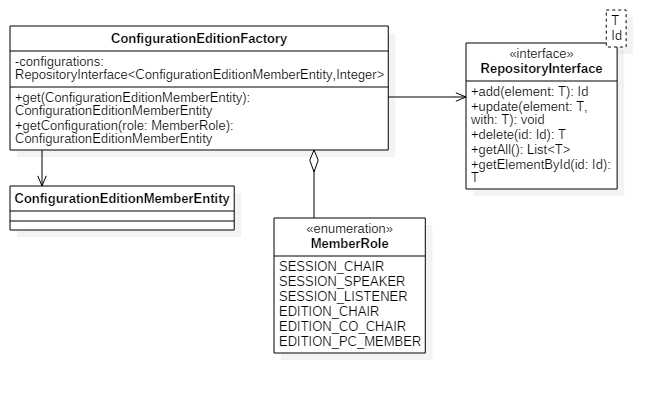 ConfigurationEditionFactory
-configurations:
RepositoryInterface<ConfigurationEditionMemberEntity,Integer>
+get(ConfigurationEditionMemberEntity):
ConfigurationEditionMemberEntity
+getConfiguration(role: MemberRole):
ConfigurationEditionMemberEntity
T
Id
«interface»
RepositoryInterface
+add(element: T): Id
+update(element: T,
with: T): void
+delete(id: Id): T
+getAll(): List<T>
+getElementById(id: Id):
T
ConfigurationEditionMemberEntity
«enumeration»
MemberRole
SESSION_CHAIR
SESSION_SPEAKER
SESSION_LISTENER
EDITION_CHAIR
EDITION_CO_CHAIR
EDITION_PC_MEMBER